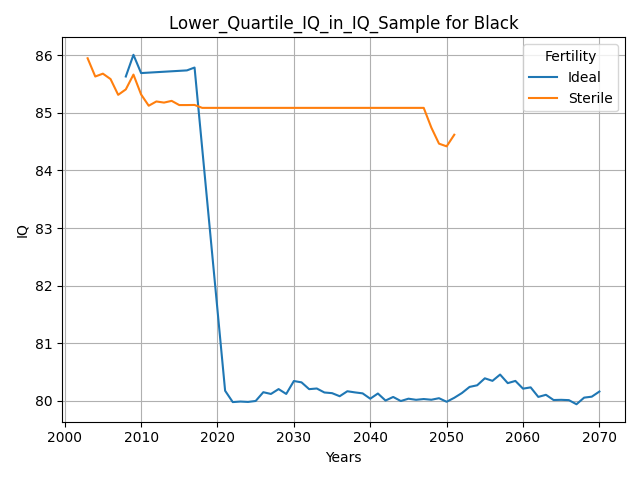 Lower_Quartile_IQ_in_IQ_Sample for Black
Fertility
Ideal
Sterile
IQ
86
85
84
83
82
81
80
2000 2010 2020 2030 2040 2050 2060 2070
Years